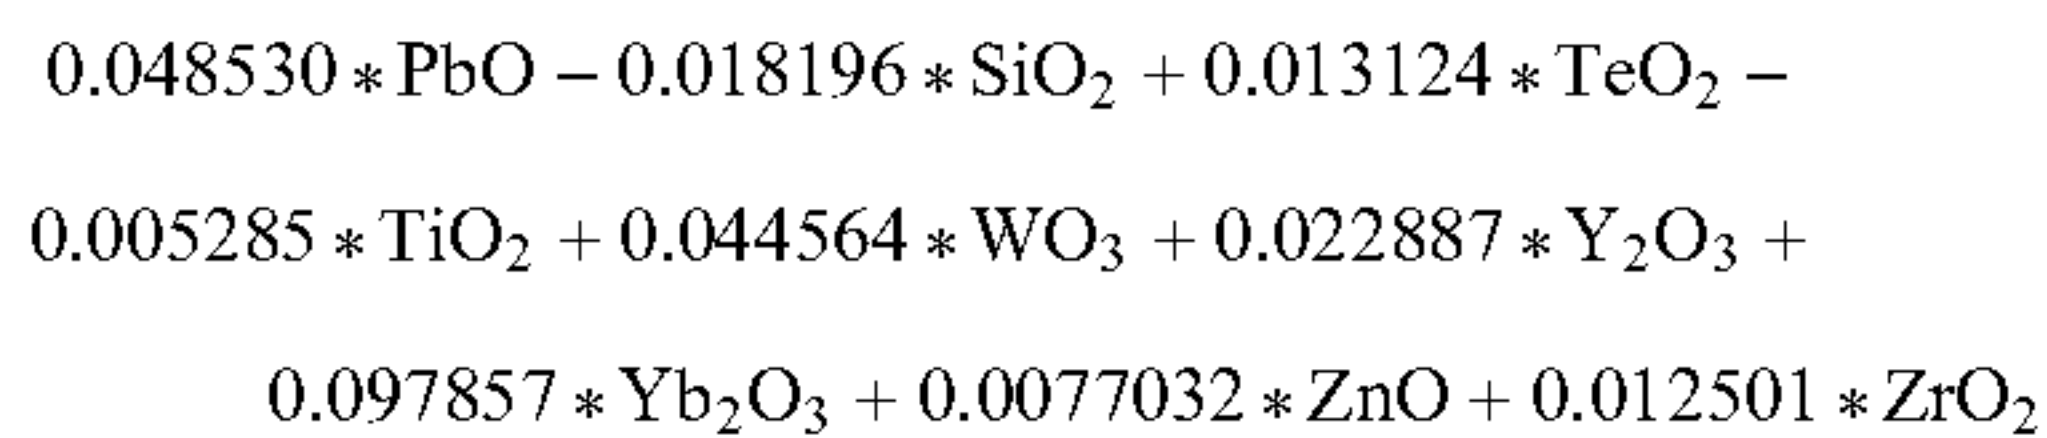 0.048530 * PbO – 0.018196 * SiO₂ + 0.013124 * TeO₂ –
0.005285 * TiO₂ + 0.044564 * WO₃ + 0.022887 * Y₂O₃ +
0.097857 * Yb₂O₃ + 0.0077032 * ZnO + 0.012501 * ZrO₂